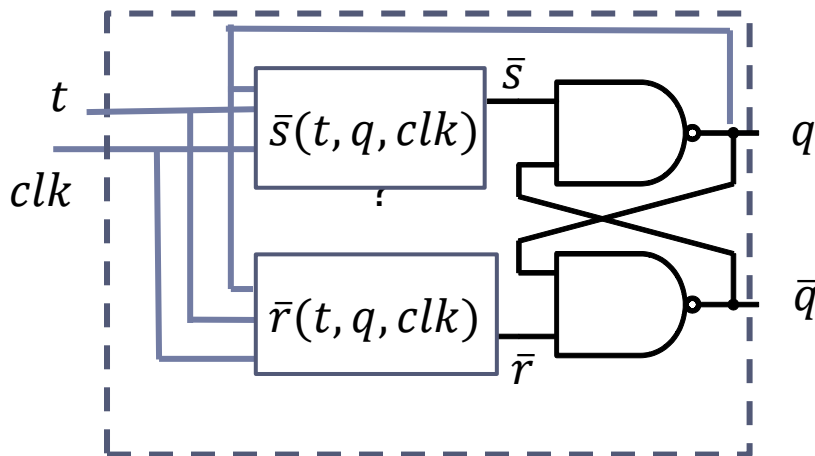 s̄
t
s̄(t, q, clk)
q
clk
?
r̄(t, q, clk)
q̄
r̄